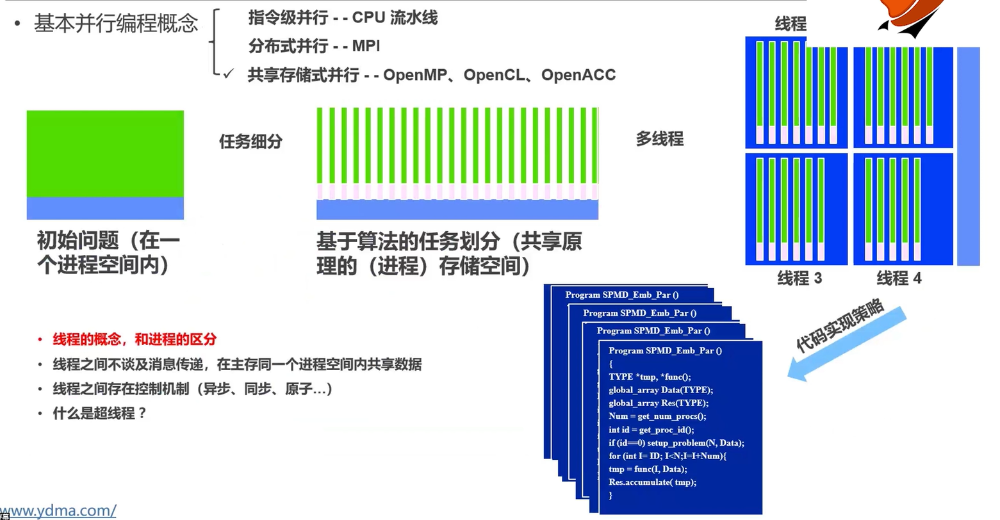 • 基本并行编程概念
指令级并行 - - CPU 流水线
分布式并行 - - MPI
✓ 共享存储式并行 - - OpenMP、OpenCL、OpenACC
线程
任务细分
多线程
初始问题（在一
个进程空间内）
基于算法的任务划分（共享原
理的（进程）存储空间）
线程 3
线程 4
代码实现策略
• 线程的概念，和进程的区分
• 线程之间不谈及消息传递，在主存同一个进程空间内共享数据
• 线程之间存在控制机制（异步、同步、原子...）
• 什么是超线程？
Program SPMD_Emb_Par ()
Program SPMD_Emb_Par ()
Program SPMD_Emb_Par ()
Program SPMD_Emb_Par ()
{
TYPE *tmp, *func();
global_array Data(TYPE);
global_array Res(TYPE);
Num = get_num_procs();
int id = get_proc_id();
if (id==0) setup_problem(N, Data);
for (int I= ID; I<N;I=I+Num){
tmp = func(I, Data);
Res.accumulate( tmp);
}
www.ydma.com/